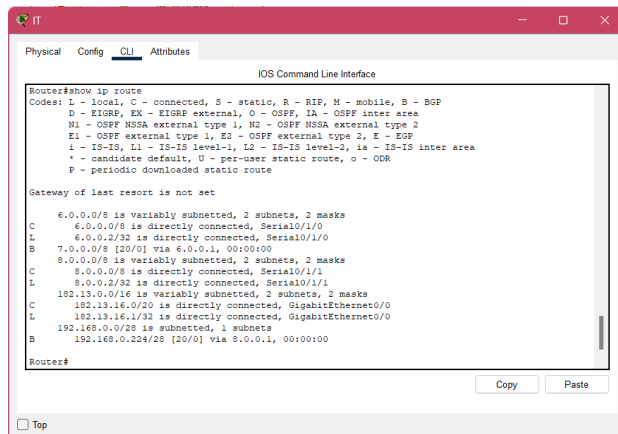 IT
Physical Config CLI Attributes
IOS Command Line Interface
Router#show ip route
Codes: L - local, C - connected, S - static, R - RIP, M - mobile, B - BGP
D - EIGRP, EX - EIGRP external, O - OSPF, IA - OSPF inter area
N1 - OSPF NSSA external type 1, N2 - OSPF NSSA external type 2
E1 - OSPF external type 1, E2 - OSPF external type 2, E - EGP
i - IS-IS, L1 - IS-IS level-1, L2 - IS-IS level-2, ia - IS-IS inter area
* - candidate default, U - per-user static route, o - ODR
P - periodic downloaded static route
Gateway of last resort is not set
6.0.0.0/8 is variably subnetted, 2 subnets, 2 masks
C 6.0.0.0/8 is directly connected, Serial0/1/0
L 6.0.0.2/32 is directly connected, Serial0/1/0
B 7.0.0.0/8 [20/0] via 6.0.0.1, 00:00:00
8.0.0.0/8 is variably subnetted, 2 subnets, 2 masks
C 8.0.0.0/8 is directly connected, Serial0/1/1
L 8.0.0.2/32 is directly connected, Serial0/1/1
182.13.0.0/16 is variably subnetted, 2 subnets, 2 masks
C 182.13.16.0/20 is directly connected, GigabitEthernet0/0
L 182.13.16.1/32 is directly connected, GigabitEthernet0/0
192.168.0.0/28 is subnetted, 1 subnets
B 192.168.0.224/28 [20/0] via 8.0.0.1, 00:00:00
Router#
Copy Paste
Top